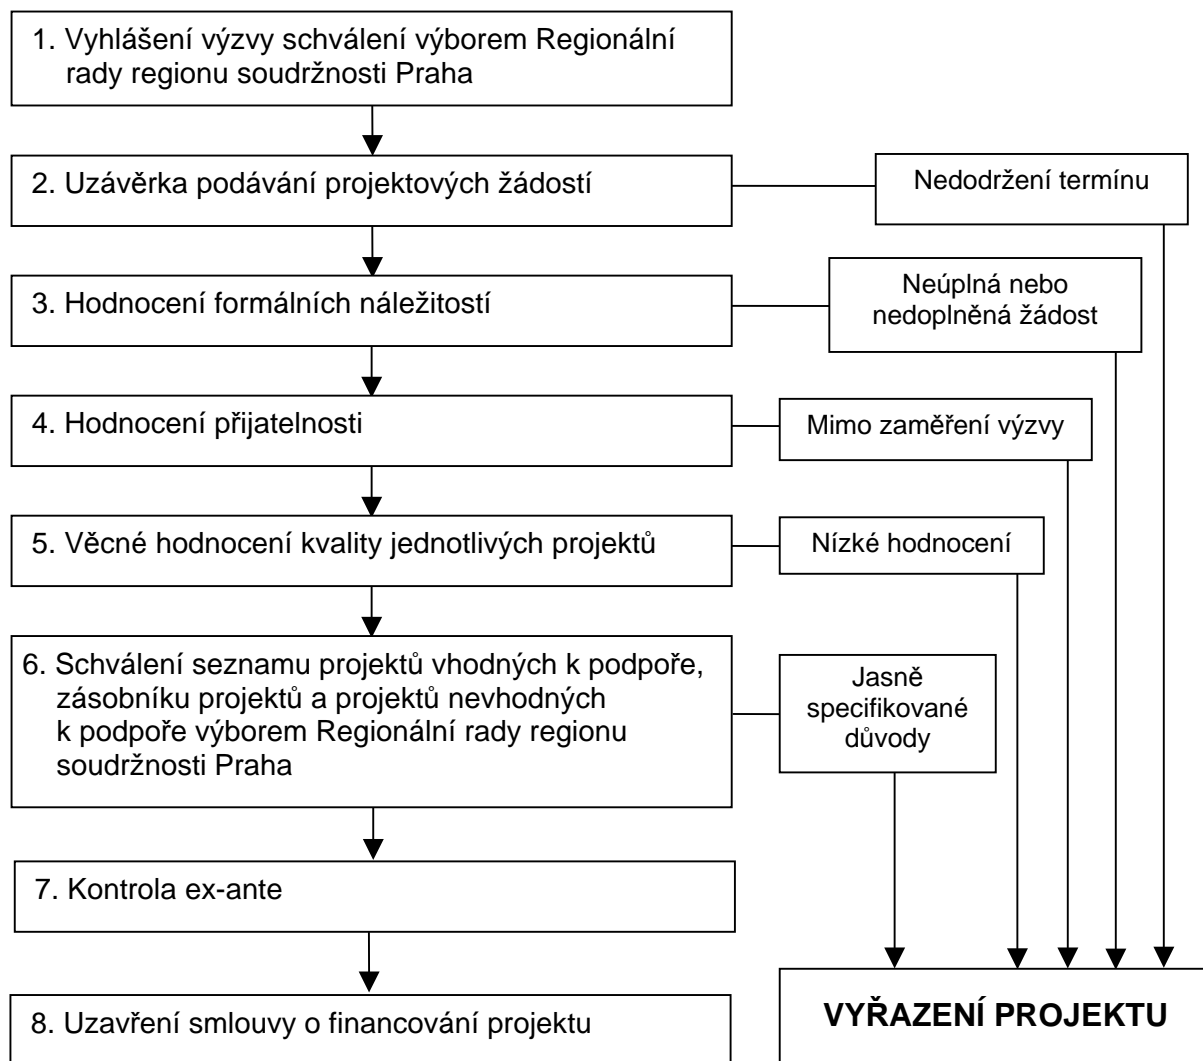 1. Vyhlášení výzvy schválení výborem Regionální
rady regionu soudržnosti Praha
2. Uzávěrka podávání projektových žádostí
Nedodržení termínu
3. Hodnocení formálních náležitostí
Neúplná nebo
nedoplněná žádost
4. Hodnocení přijatelnosti
Mimo zaměření výzvy
5. Věcné hodnocení kvality jednotlivých projektů
Nízké hodnocení
6. Schválení seznamu projektů vhodných k podpoře,
zásobníku projektů a projektů nevhodných
k podpoře výborem Regionální rady regionu
soudržnosti Praha
Jasně
specifikované
důvody
7. Kontrola ex-ante
8. Uzavření smlouvy o financování projektu
VYŘAZENÍ PROJEKTU